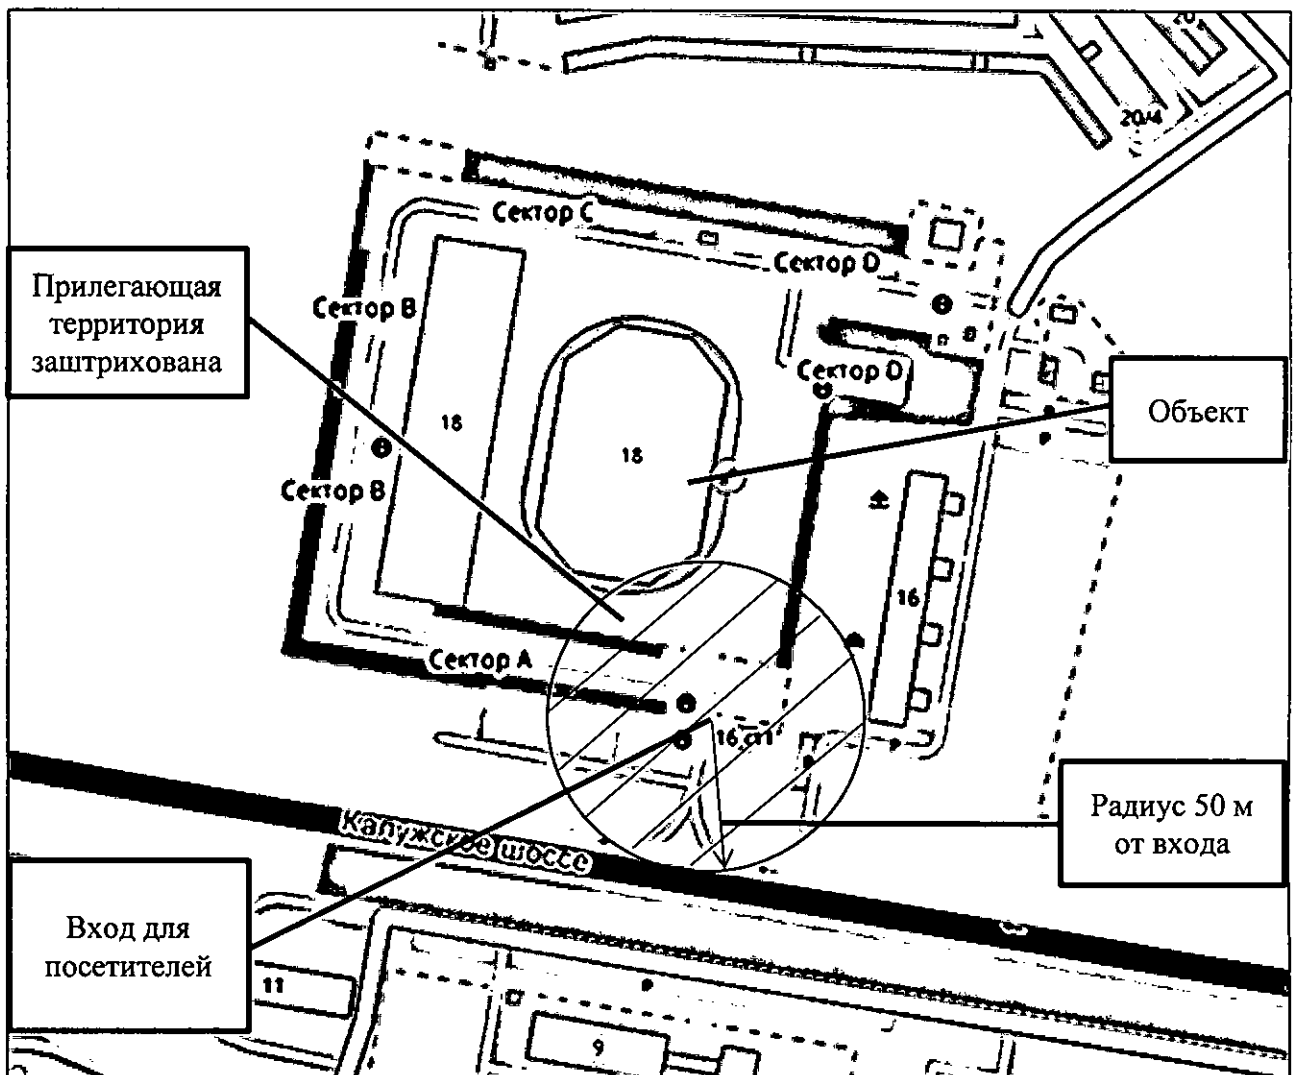 20
20/4
Сектор C
Сектор D
Прилегающая
территория
заштрихована
Сектор B
Сектор D
Объект
18
18
Сектор B
16
Сектор A
16 ст1
Радиус 50 м
от входа
Калужское шоссе
Вход для
посетителей
11
9